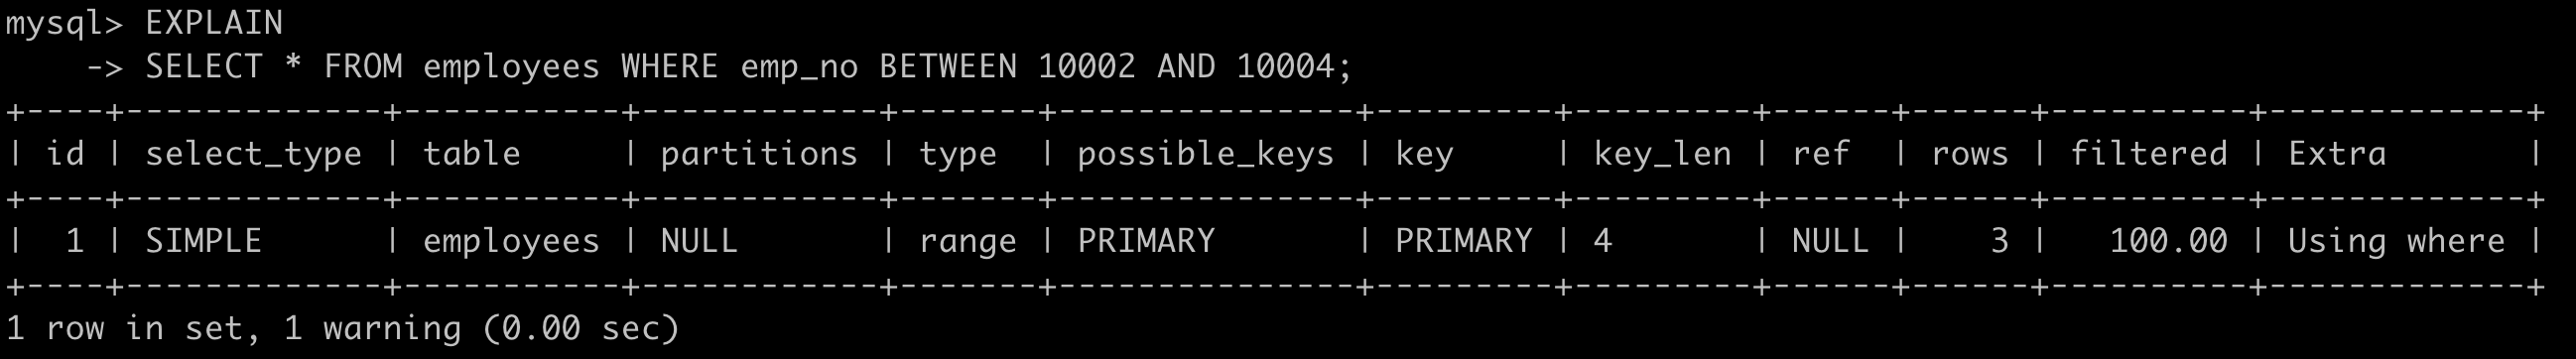 mysql> EXPLAIN
    -> SELECT * FROM employees WHERE emp_no BETWEEN 10002 AND 10004;
+----+-------------+-----------+------------+-------+---------------+---------+---------+------+------+----------+-------------+
| id | select_type | table     | partitions | type  | possible_keys | key     | key_len | ref  | rows | filtered | Extra       |
+----+-------------+-----------+------------+-------+---------------+---------+---------+------+------+----------+-------------+
|  1 | SIMPLE      | employees | NULL       | range | PRIMARY       | PRIMARY | 4       | NULL |    3 |   100.00 | Using where |
+----+-------------+-----------+------------+-------+---------------+---------+---------+------+------+----------+-------------+
1 row in set, 1 warning (0.00 sec)